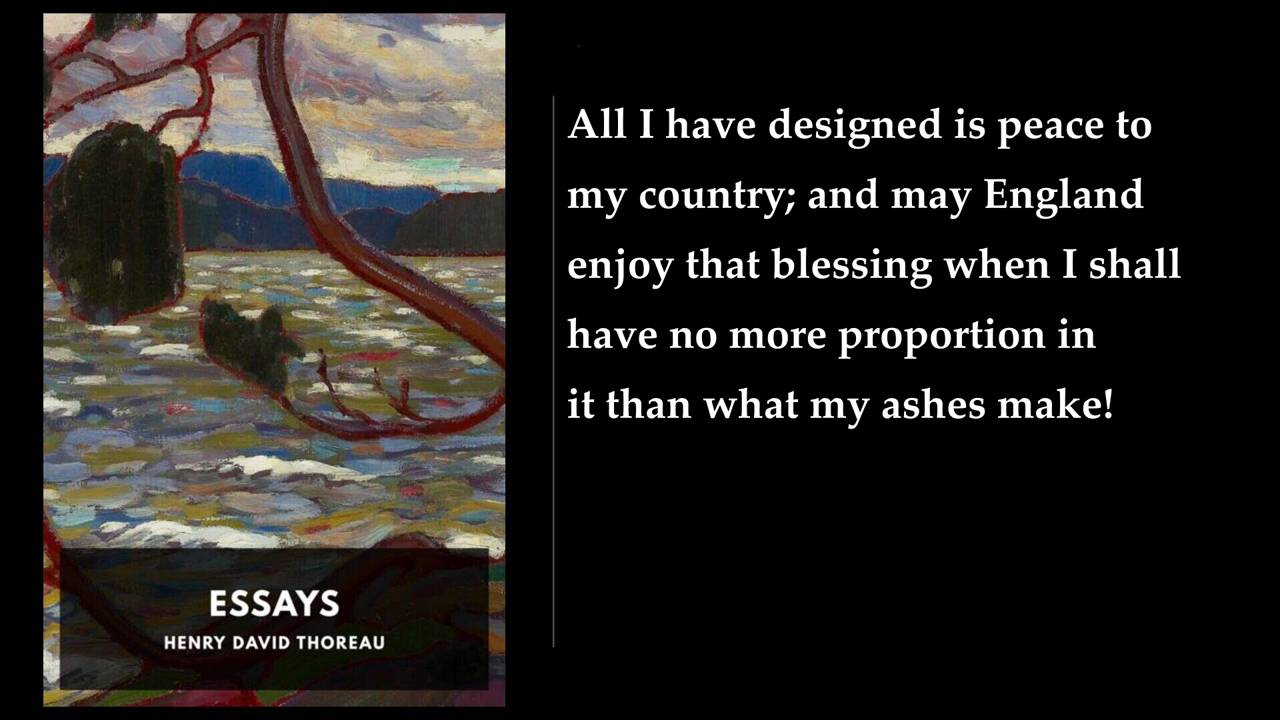 ESSAYS
HENRY DAVID THOREAU
All I have designed is peace to
my country; and may England
enjoy that blessing when I shall
have no more proportion in
it than what my ashes make!